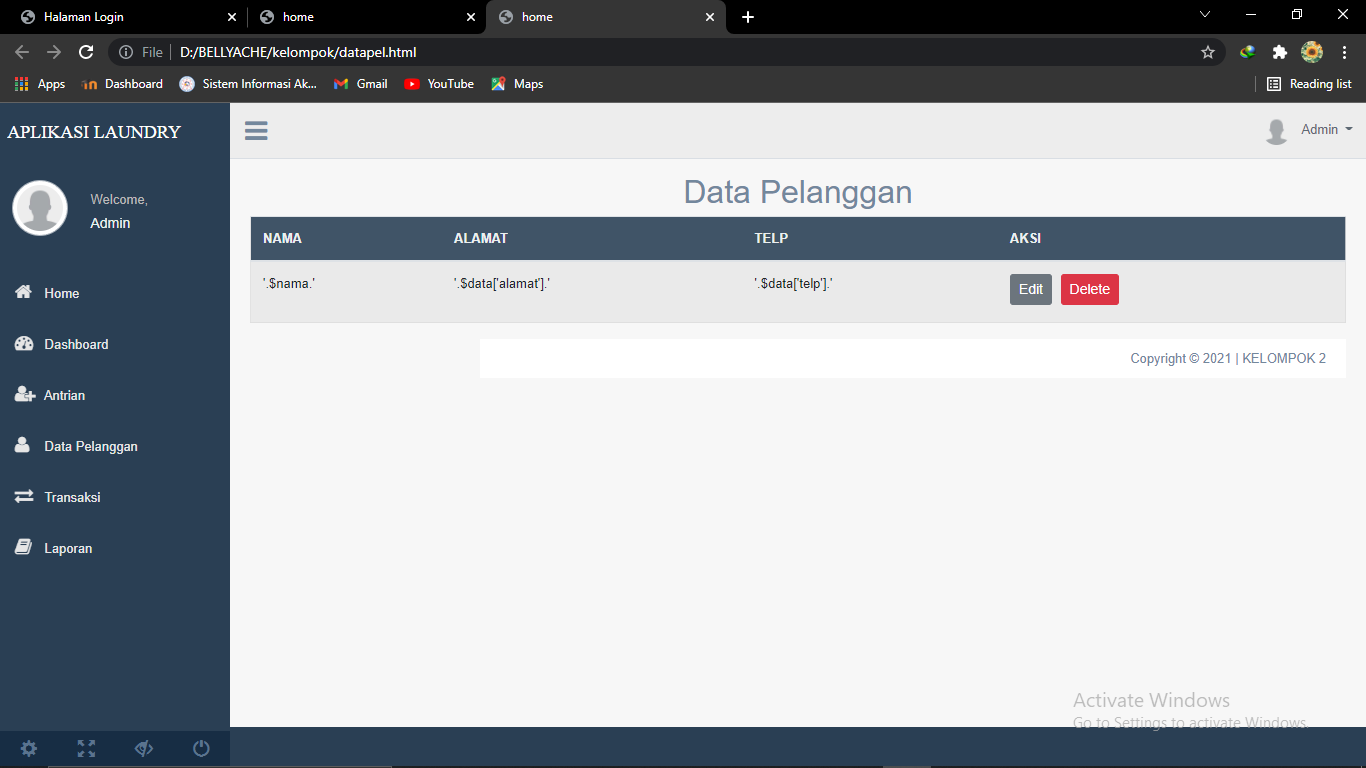 Halaman Login
home
home
File
D:/BELLYACHE/kelompok/datapel.html
Apps
Dashboard
Sistem Informasi Ak...
Gmail
YouTube
Maps
Reading list
APLIKASI LAUNDRY
Admin
Welcome,
Admin
Home
Dashboard
Antrian
Data Pelanggan
Transaksi
Laporan
Data Pelanggan
NAMA ALAMAT TELP AKSI
'.$nama.' '.$data['alamat'].' '.$data['telp'].' Edit Delete
Copyright © 2021 | KELOMPOK 2
Activate Windows
Go to Settings to activate Windows.